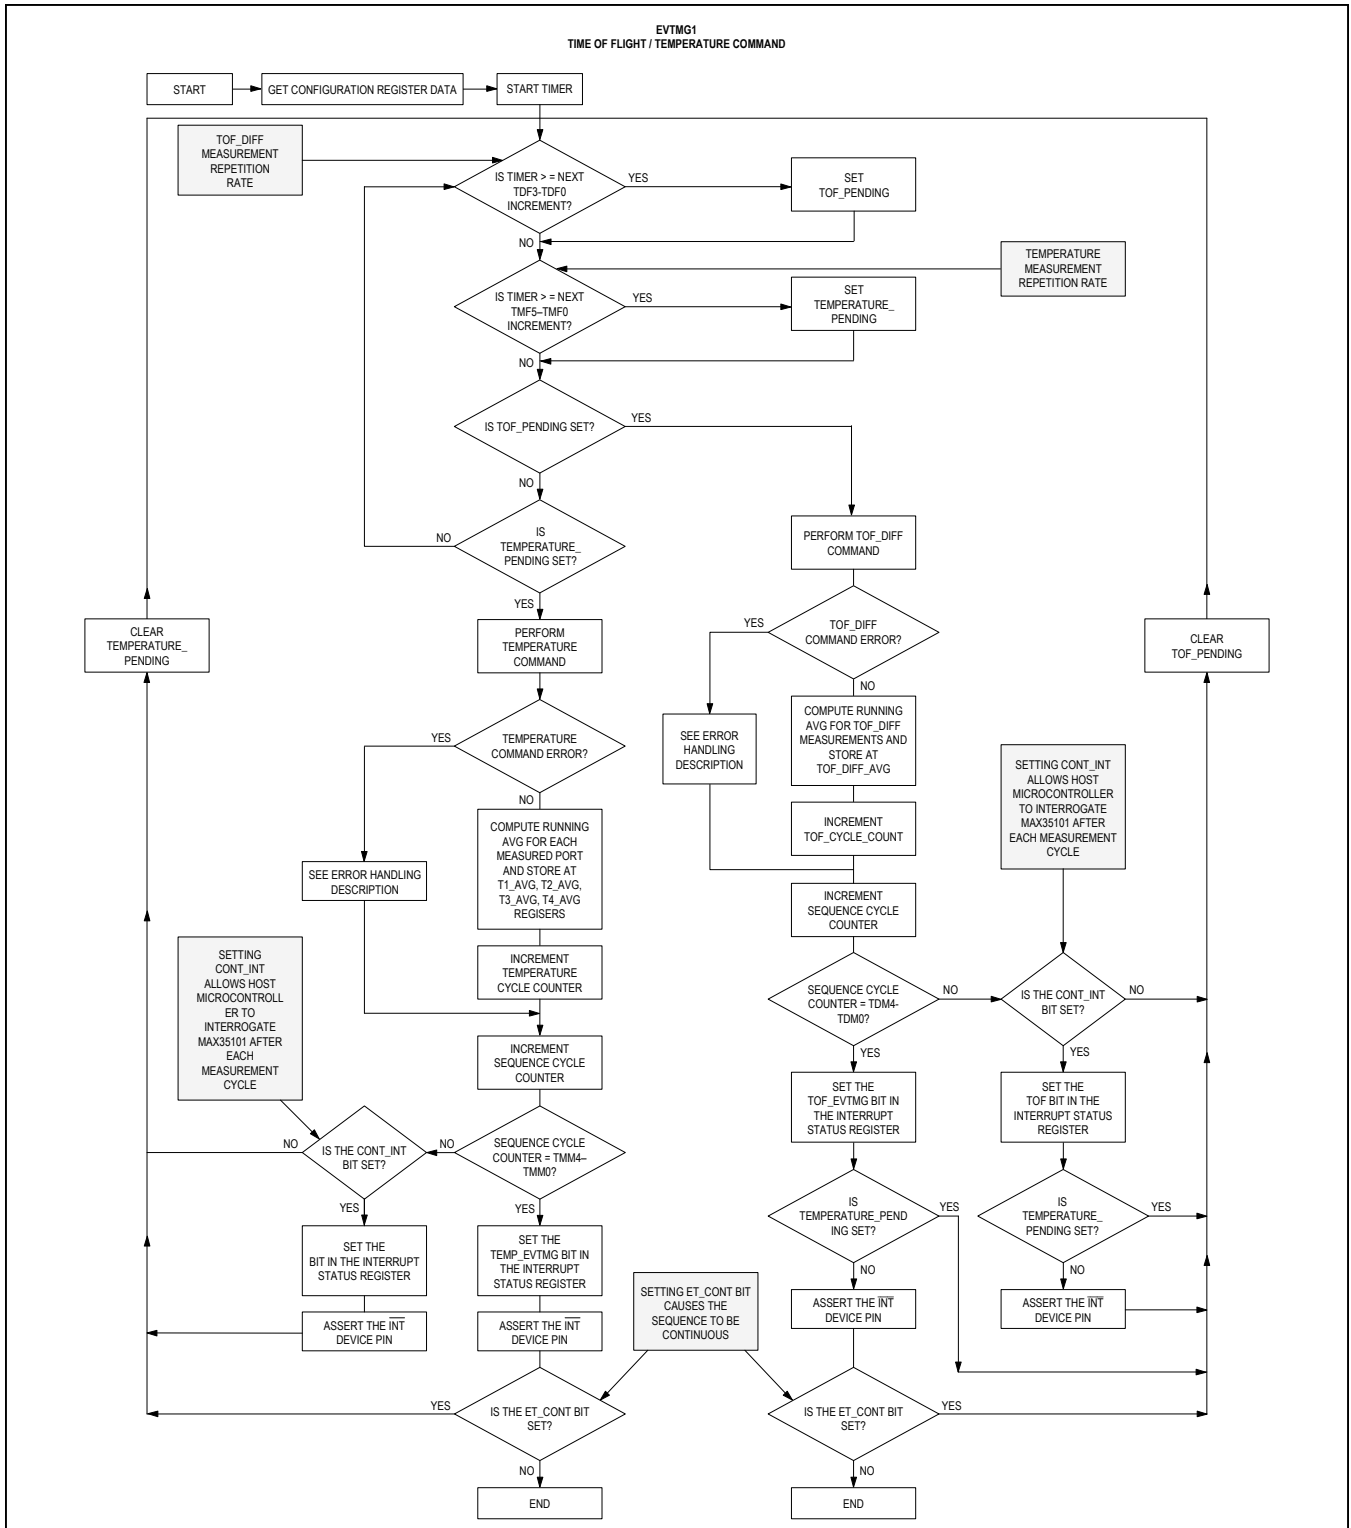 EVTMG1
TIME OF FLIGHT / TEMPERATURE COMMAND
START
GET CONFIGURATION REGISTER DATA
START TIMER
TOF_DIFF
MEASUREMENT
REPETITION
RATE
IS TIMER > = NEXT
TDF3-TDF0
INCREMENT?
YES
SET
TOF_PENDING
NO
TEMPERATURE
MEASUREMENT
REPETITION RATE
IS TIMER > = NEXT
TMF5–TMF0
INCREMENT?
YES
SET
TEMPERATURE_
PENDING
NO
IS TOF_PENDING SET?
YES
NO
IS
TEMPERATURE_
PENDING SET?
NO
YES
PERFORM TOF_DIFF
COMMAND
CLEAR
TEMPERATURE_
PENDING
PERFORM
TEMPERATURE
COMMAND
TOF_DIFF
COMMAND ERROR?
YES
NO
CLEAR
TOF_PENDING
TEMPERATURE
COMMAND ERROR?
YES
NO
SEE ERROR
HANDLING
DESCRIPTION
COMPUTE RUNNING
AVG FOR TOF_DIFF
MEASUREMENTS AND
STORE AT
TOF_DIFF_AVG
SETTING CONT_INT
ALLOWS HOST
MICROCONTROLLER
TO INTERROGATE
MAX35101 AFTER
EACH MEASUREMENT
CYCLE
INCREMENT
TOF_CYCLE_COUNT
SEE ERROR HANDLING
DESCRIPTION
COMPUTE RUNNING
AVG FOR EACH
MEASURED PORT
AND STORE AT
T1_AVG, T2_AVG,
T3_AVG, T4_AVG
REGISERS
INCREMENT
SEQUENCE CYCLE
COUNTER
SETTING
CONT_INT
ALLOWS HOST
MICROCONTROLL
ER TO
INTERROGATE
MAX35101 AFTER
EACH
MEASUREMENT
CYCLE
INCREMENT
TEMPERATURE
CYCLE COUNTER
SEQUENCE CYCLE
COUNTER = TDM4-
TDM0?
NO
YES
IS THE CONT_INT
BIT SET?
NO
YES
INCREMENT
SEQUENCE CYCLE
COUNTER
SET THE
TOF_EVTMG BIT IN
THE INTERRUPT
STATUS REGISTER
SET THE
TOF BIT IN THE
INTERRUPT STATUS
REGISTER
NO
IS THE CONT_INT
BIT SET?
YES
NO
SEQUENCE CYCLE
COUNTER = TMM4–
TMM0?
YES
IS
TEMPERATURE_PEND
ING SET?
YES
NO
IS
TEMPERATURE_
PENDING SET?
YES
NO
SET THE
BIT IN THE INTERRUPT
STATUS REGISTER
SET THE
TEMP_EVTMG BIT IN
THE INTERRUPT
STATUS REGISTER
SETTING ET_CONT BIT
CAUSES THE
SEQUENCE TO BE
CONTINUOUS
ASSERT THE INT
DEVICE PIN
ASSERT THE INT
DEVICE PIN
ASSERT THE INT
DEVICE PIN
ASSERT THE INT
DEVICE PIN
YES
IS THE ET_CONT BIT
SET?
NO
IS THE ET_CONT BIT
SET?
YES
NO
END
END